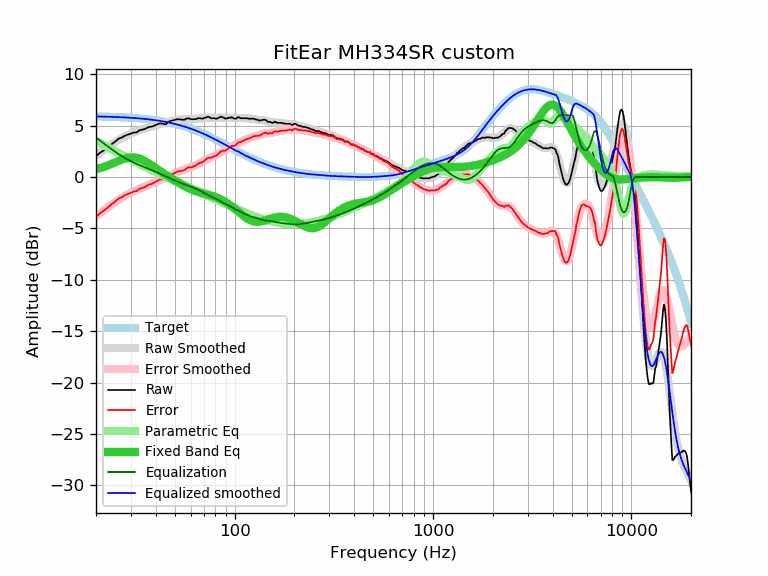 FitEar MH334SR custom
Amplitude (dBr)
10
5
0
−5
−10
−15
−20
−25
−30
Target
Raw Smoothed
Error Smoothed
Raw
Error
Parametric Eq
Fixed Band Eq
Equalization
Equalized smoothed
100
1000
10000
Frequency (Hz)